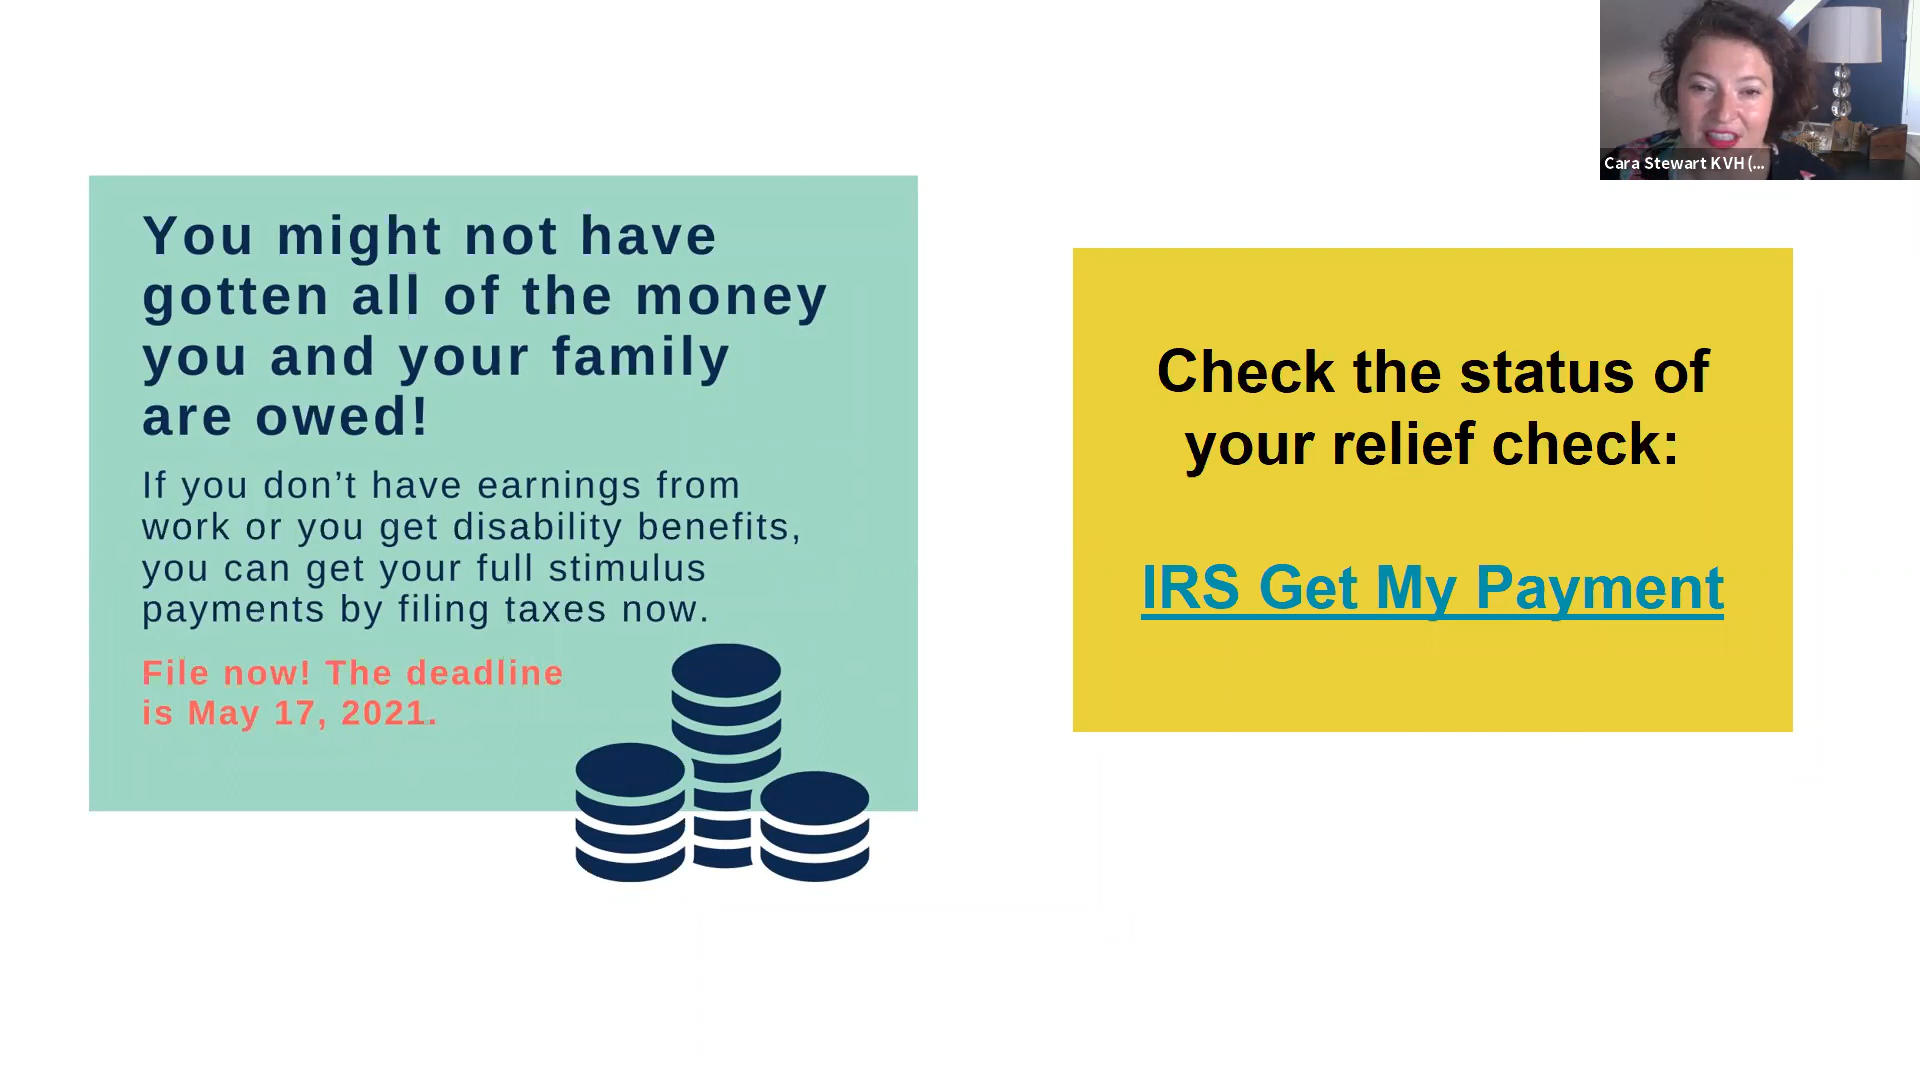 You might not have
gotten all of the money
you and your family
are owed!
If you don’t have earnings from
work or you get disability benefits,
you can get your full stimulus
payments by filing taxes now.
File now! The deadline
is May 17, 2021.
Check the status of
your relief check:
IRS Get My Payment
Cara Stewart KVH (...